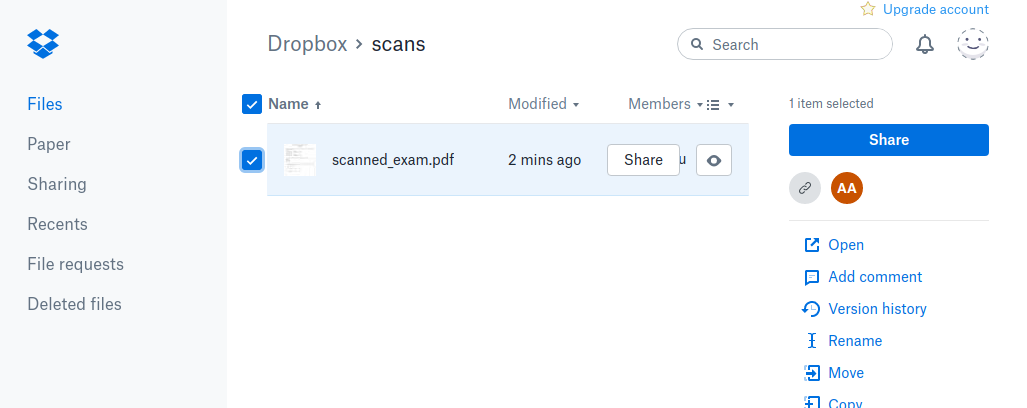 Upgrade account
Dropbox > scans
Search
Files
Paper
Sharing
Recents
File requests
Deleted files
Name Modified Members
scanned_exam.pdf 2 mins ago Share u
1 item selected
Share
AA
Open
Add comment
Version history
Rename
Move
Copy